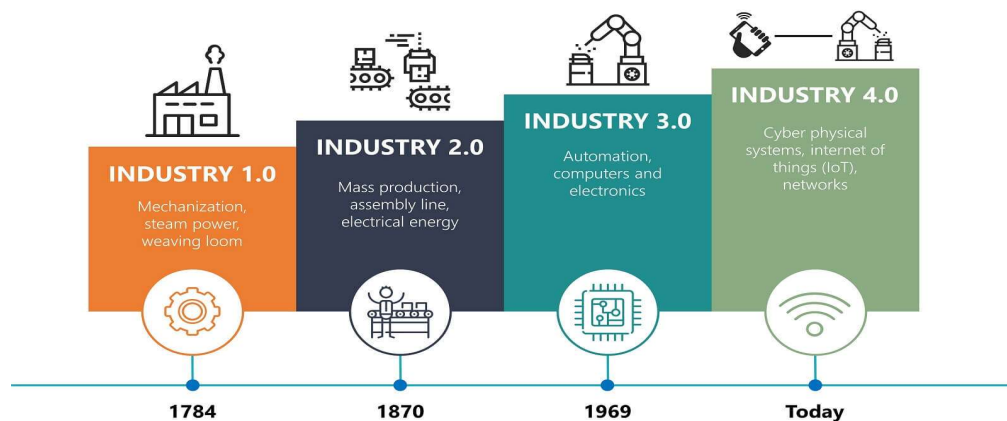 INDUSTRY 1.0
Mechanization,
steam power,
weaving loom
INDUSTRY 2.0
Mass production,
assembly line,
electrical energy
INDUSTRY 3.0
Automation,
computers and
electronics
INDUSTRY 4.0
Cyber physical
systems, internet of
things (IoT),
networks
1784
1870
1969
Today